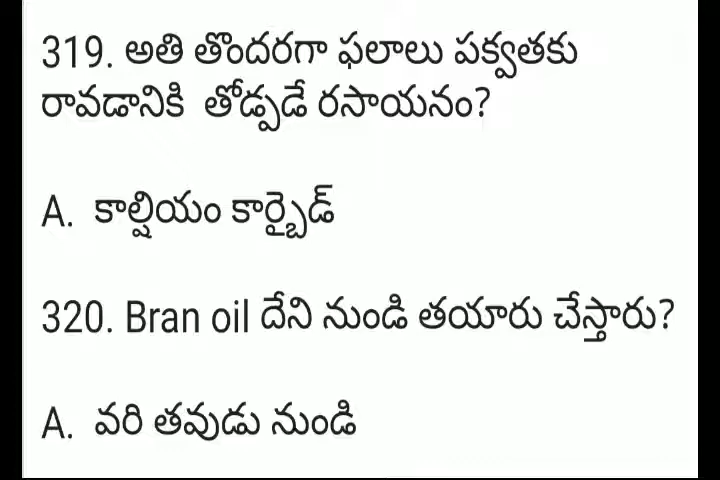 319. అతి తొందరగా ఫలాలు పక్వతకు
రావడానికి తోడ్పడే రసాయనం?
A. కాల్షియం కార్బైడ్
320. Bran oil దేని నుండి తయారు చేస్తారు?
A. వరి తవుడు నుండి